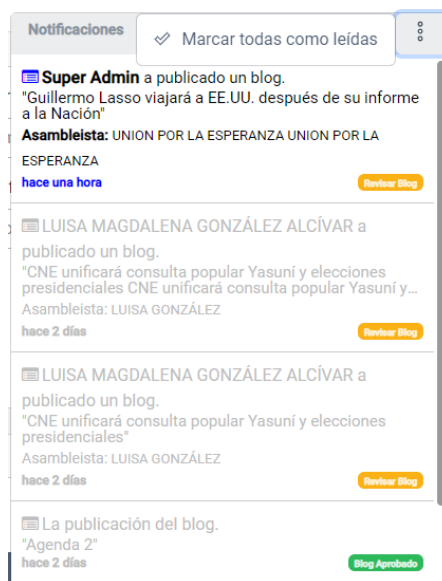 Notificaciones
Marcar todas como leídas
Super Admin a publicado un blog.
"Guillermo Lasso viajará a EE.UU. después de su informe
a la Nación"
Asambleista: UNION POR LA ESPERANZA UNION POR LA
ESPERANZA
hace una hora
Revisar Blog
LUISA MAGDALENA GONZÁLEZ ALCÍVAR a
publicado un blog.
"CNE unificará consulta popular Yasuní y elecciones
presidenciales CNE unificará consulta popular Yasuní y...
Asambleista: LUISA GONZÁLEZ
hace 2 días
Revisar Blog
LUISA MAGDALENA GONZÁLEZ ALCÍVAR a
publicado un blog.
"CNE unificará consulta popular Yasuní y elecciones
presidenciales"
Asambleista: LUISA GONZÁLEZ
hace 2 días
Revisar Blog
La publicación del blog.
"Agenda 2"
hace 2 días
Blog Aprobado